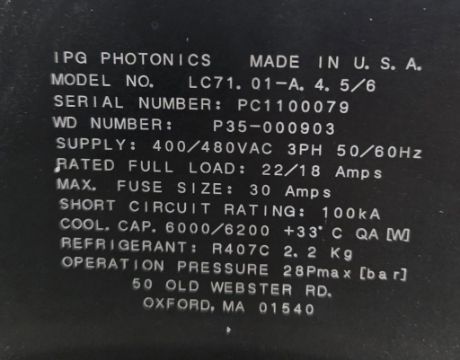 IPG PHOTONICS MADE IN U. S. A.
MODEL NO. LC71. 01-A. 4. 5/6
SERIAL NUMBER: PC1100079
WD NUMBER: P35-000903
SUPPLY: 400/480VAC 3PH 50/60Hz
RATED FULL LOAD: 22/18 Amps
MAX. FUSE SIZE: 30 Amps
SHORT CIRCUIT RATING: 100kA
COOL. CAP. 6000/6200 +33°C QA [W]
REFRIGERANT: R407C 2. 2 Kg
OPERATION PRESSURE 28Pmax [bar]
50 OLD WEBSTER RD.
OXFORD, MA 01540